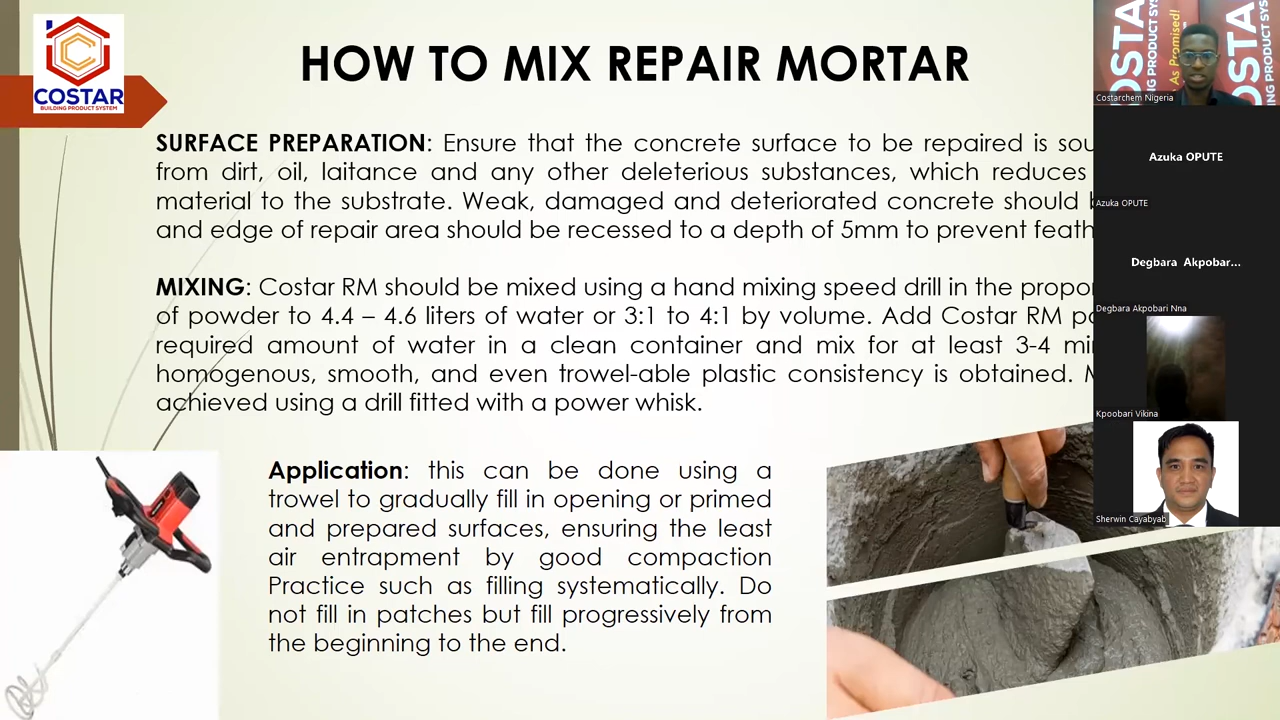 COSTAR
BUILDING PRODUCT SYSTEM
HOW TO MIX REPAIR MORTAR
SURFACE PREPARATION: Ensure that the concrete surface to be repaired is
from dirt, oil, laitance and any other deleterious substances, which reduces
material to the substrate. Weak, damaged and deteriorated concrete should
and edge of repair area should be recessed to a depth of 5mm to prevent
MIXING: Costar RM should be mixed using a hand mixing speed drill in the
of powder to 4.4 – 4.6 liters of water or 3:1 to 4:1 by volume. Add Costar RM
required amount of water in a clean container and mix for at least 3-4
homogenous, smooth, and even trowel-able plastic consistency is obtained.
achieved using a drill fitted with a power whisk.
Application: this can be done using a
trowel to gradually fill in opening or primed
and prepared surfaces, ensuring the least
air entrapment by good compaction
Practice such as filling systematically. Do
not fill in patches but fill progressively from
the beginning to the end.
As Promised!
Costarchem Nigeria
Azuka OPUTE
Azuka OPUTE
Degbara Akpobar...
Degbara Akpobari Nna
Kpoobari Vikina
Sherwin Cayabyab